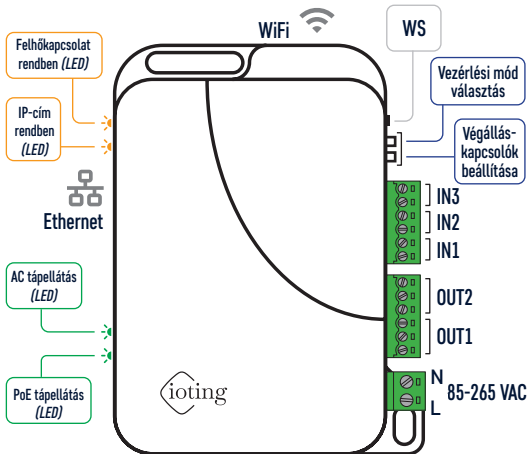 WiFi
WS
Felhőkapcsolat
rendben (LED)
IP-cím
rendben
(LED)
Ethernet
AC tápellátás
(LED)
PoE tápellátás
(LED)
Vezérlési mód
választás
Végállás-
kapcsolók
beállítása
IN3
IN2
IN1
OUT2
OUT1
N
85-265 VAC
L
ioting